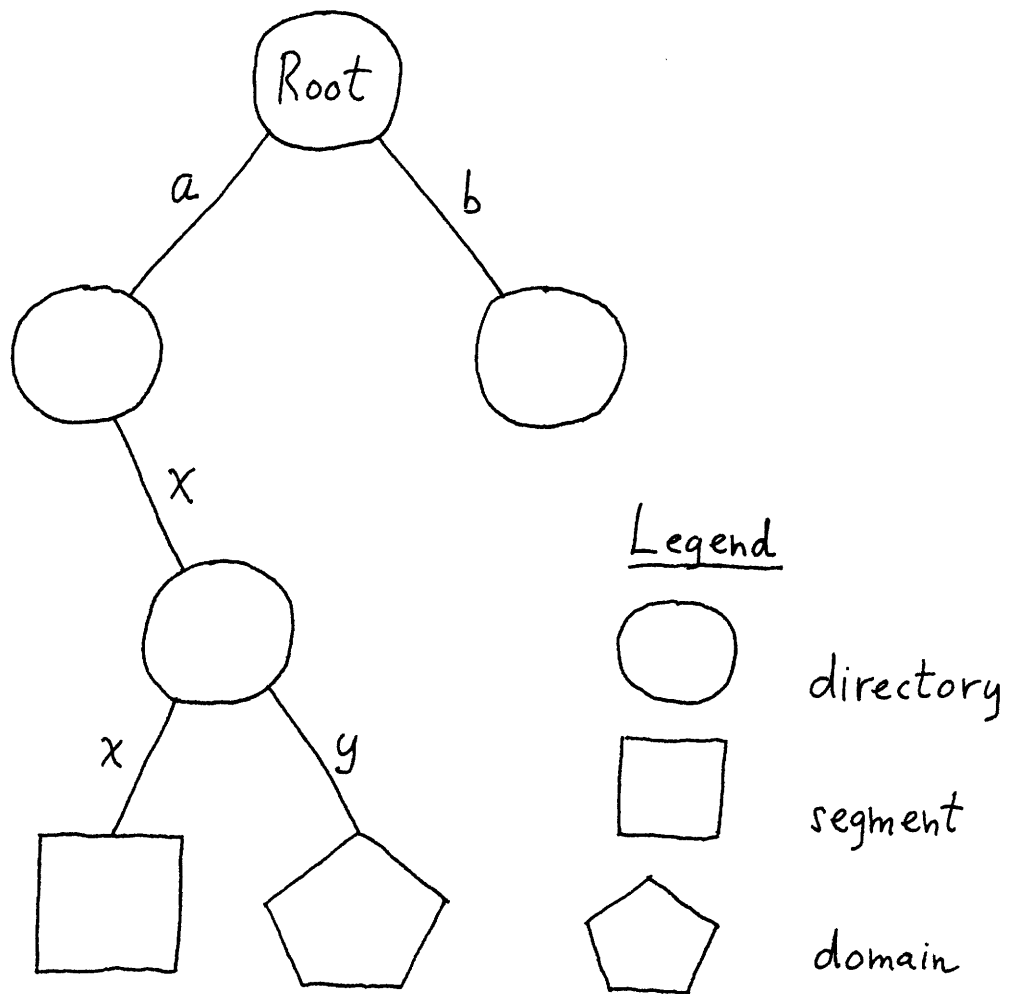 Root
a
b
x
x
y
Legend
directory
segment
domain